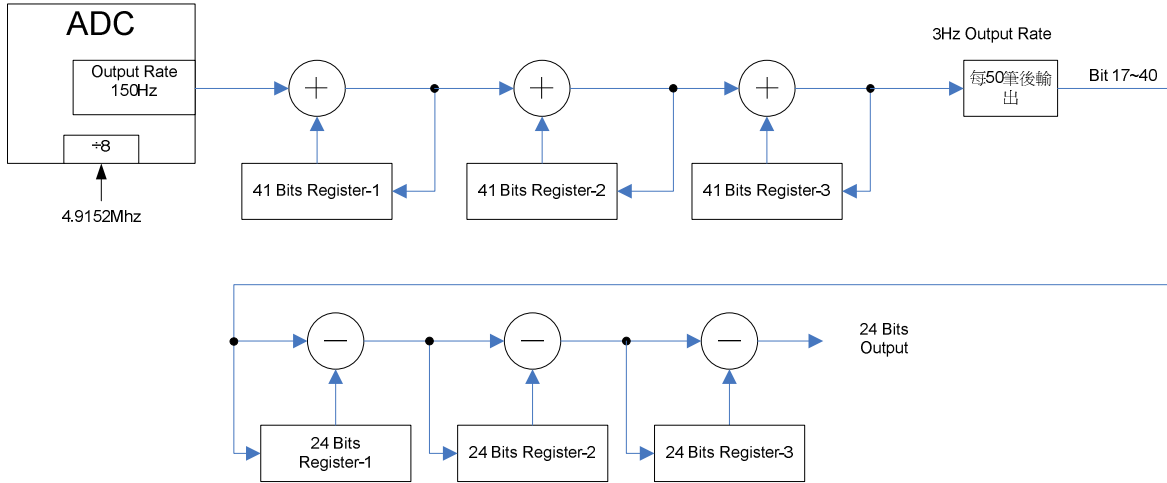 ADC
Output Rate
150Hz
÷8
4.9152Mhz
41 Bits Register-1
41 Bits Register-2
41 Bits Register-3
3Hz Output Rate
每50筆後輸
出
Bit 17~40
24 Bits
Register-1
24 Bits Register-2
24 Bits Register-3
24 Bits
Output